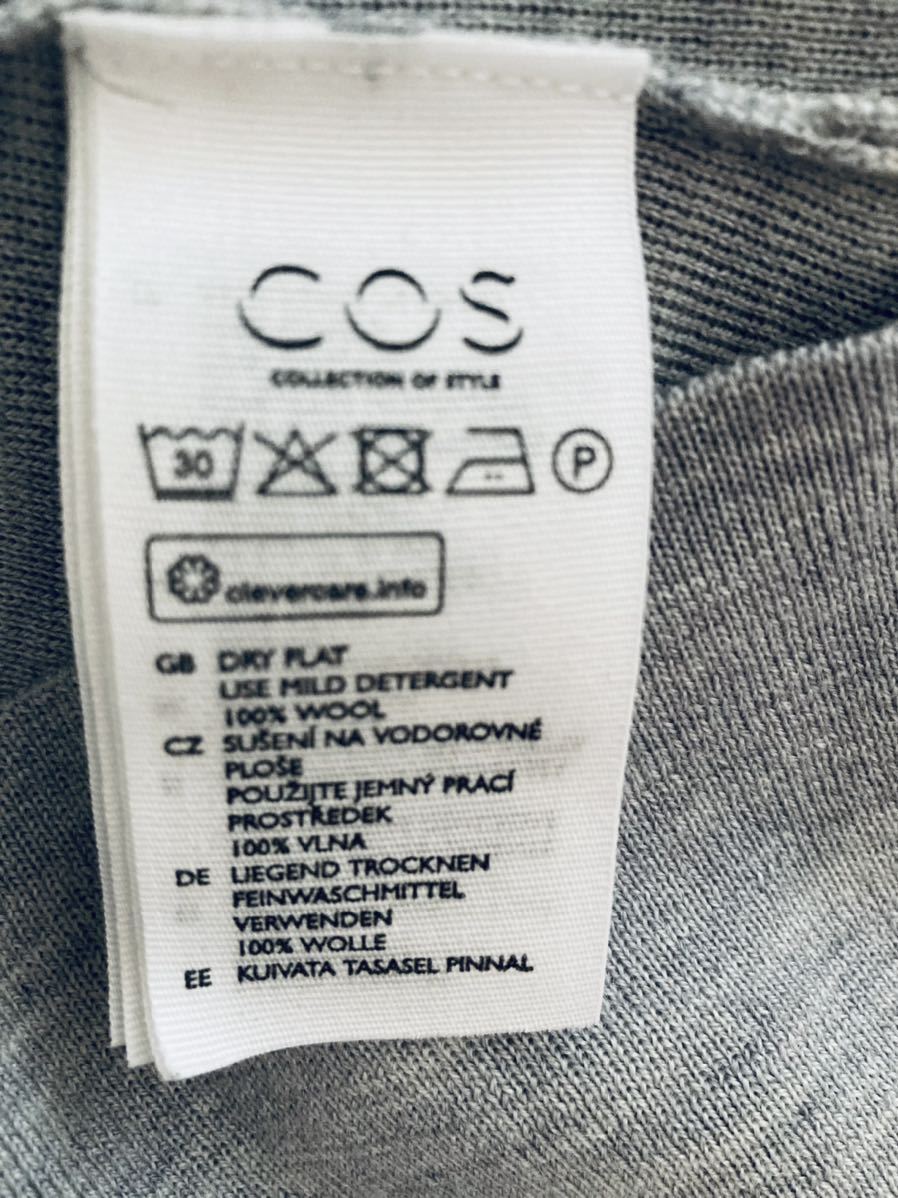 COS
COLLECTION OF STYLE
30
P
clevercare.info
GB DRY FLAT
USE MILD DETERGENT
100% WOOL
CZ SUŠENÍ NA VODOROVNÉ
PLOŠE
POUŽIJTE JEMNÝ PRACÍ
PROSTŘEDEK
100% VLNA
DE LIEGEND TROCKNEN
FEINWASCHMITTEL
VERWENDEN
100% WOLLE
EE KUIVATA TASASEL PINNAL